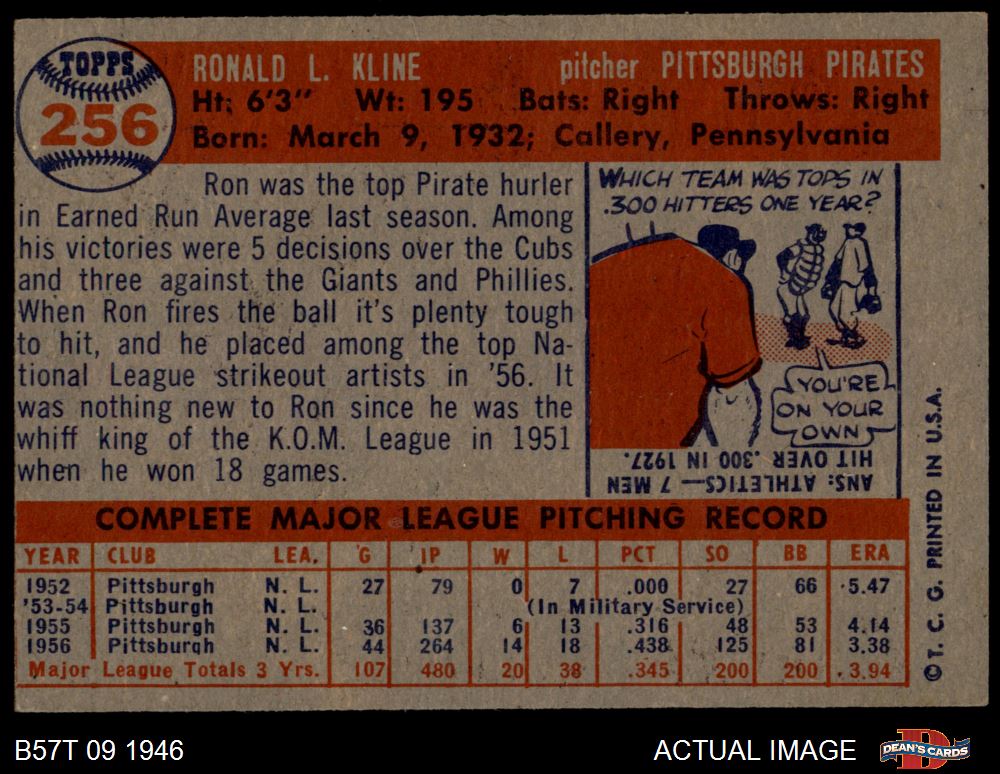 TOPPS
256
RONALD L. KLINE pitcher PITTSBURGH PIRATES
Ht: 6'3" Wt: 195 Bats: Right Throws: Right
Born: March 9, 1932; Callery, Pennsylvania
Ron was the top Pirate hurler
in Earned Run Average last season. Among
his victories were 5 decisions over the Cubs
and three against the Giants and Phillies.
When Ron fires the ball it's plenty tough
to hit, and he placed among the top Na-
tional League strikeout artists in '56. It
was nothing new to Ron since he was the
whiff king of the K.O.M. League in 1951
when he won 18 games.
WHICH TEAM WAS TOPS IN
.300 HITTERS ONE YEAR?
YOU'RE
ON YOUR
OWN
ANS: ATHLETICS—7 MEN
HIT OVER .300 IN 1927.
COMPLETE MAJOR LEAGUE PITCHING RECORD
YEAR CLUB LEA. G IP W L PCT SO BB ERA
1952 Pittsburgh N. L. 27 79 0 7 .000 27 66 5.47
'53-54 Pittsburgh N. L. (In Military Service)
1955 Pittsburgh N. L. 36 137 6 13 .316 48 53 4.14
1956 Pittsburgh N. L. 44 264 14 18 .438 125 81 3.38
Major League Totals 3 Yrs. 107 480 20 38 .345 200 200 3.94
© T. C. G. PRINTED IN U.S.A.
B57T 09 1946
ACTUAL IMAGE
DEAN'S CARDS